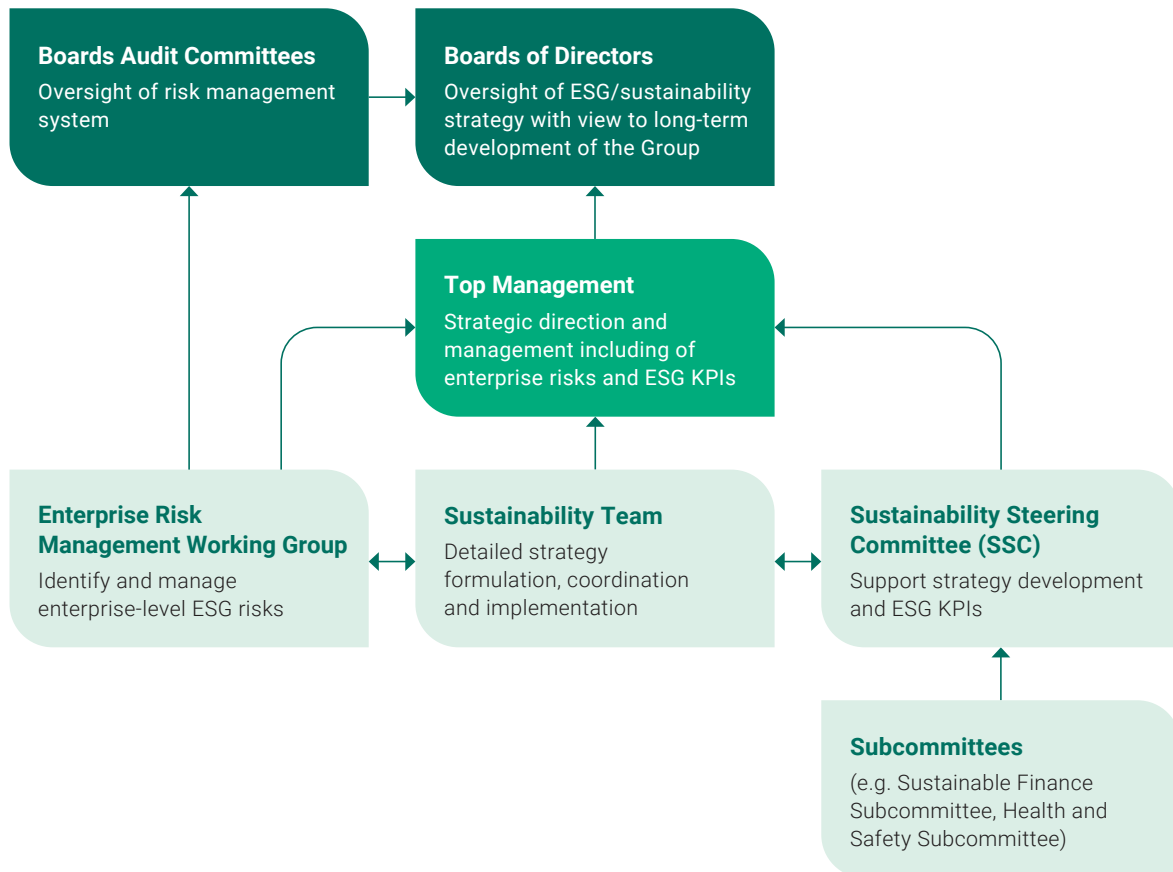 Boards Audit Committees
Oversight of risk management
system
Boards of Directors
Oversight of ESG/sustainability
strategy with view to long-term
development of the Group
Top Management
Strategic direction and
management including of
enterprise risks and ESG KPIs
Enterprise Risk
Management Working Group
Identify and manage
enterprise-level ESG risks
Sustainability Team
Detailed strategy
formulation, coordination
and implementation
Sustainability Steering
Committee (SSC)
Support strategy development
and ESG KPIs
Subcommittees
(e.g. Sustainable Finance
Subcommittee, Health and
Safety Subcommittee)